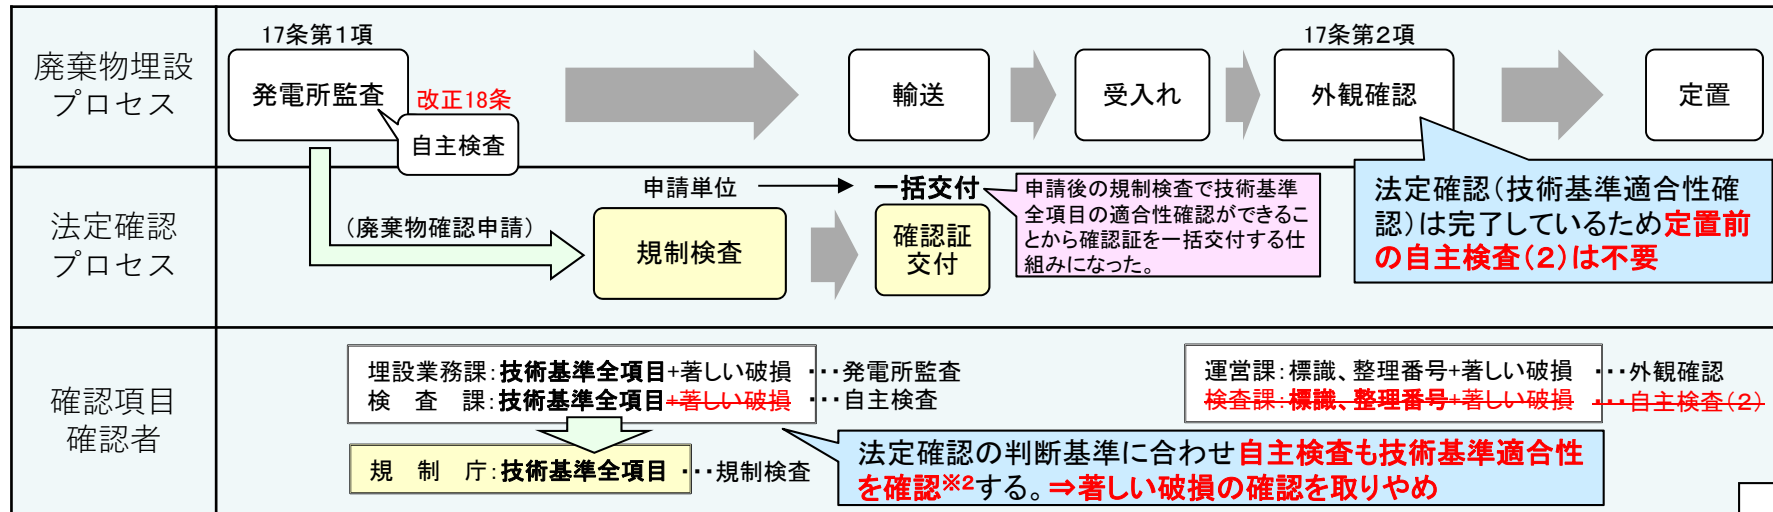 廃棄物埋設
プロセス
17条第1項
発電所監査
改正18条
自主検査
輸送
受入れ
17条第2項
外観確認
定置
法定確認
プロセス
(廃棄物確認申請)
申請単位
一括交付
規制検査
確認証
交付
申請後の規制検査で技術基準
全項目の適合性確認ができるこ
とから確認証を一括交付する仕
組みになった。
法定確認(技術基準適合性確
認)は完了しているため定置前
の自主検査(2)は不要
確認項目
確認者
埋設業務課:技術基準全項目+著しい破損 ・・・発電所監査
検 査 課:技術基準全項目+著しい破損 ・・・自主検査
規 制 庁:技術基準全項目 ・・・規制検査
運営課:標識、整理番号+著しい破損 ・・・外観確認
検査課:標識、整理番号+著しい破損 ・・・自主検査(2)
法定確認の判断基準に合わせ自主検査も技術基準適合性
を確認※2する。⇒著しい破損の確認を取りやめ